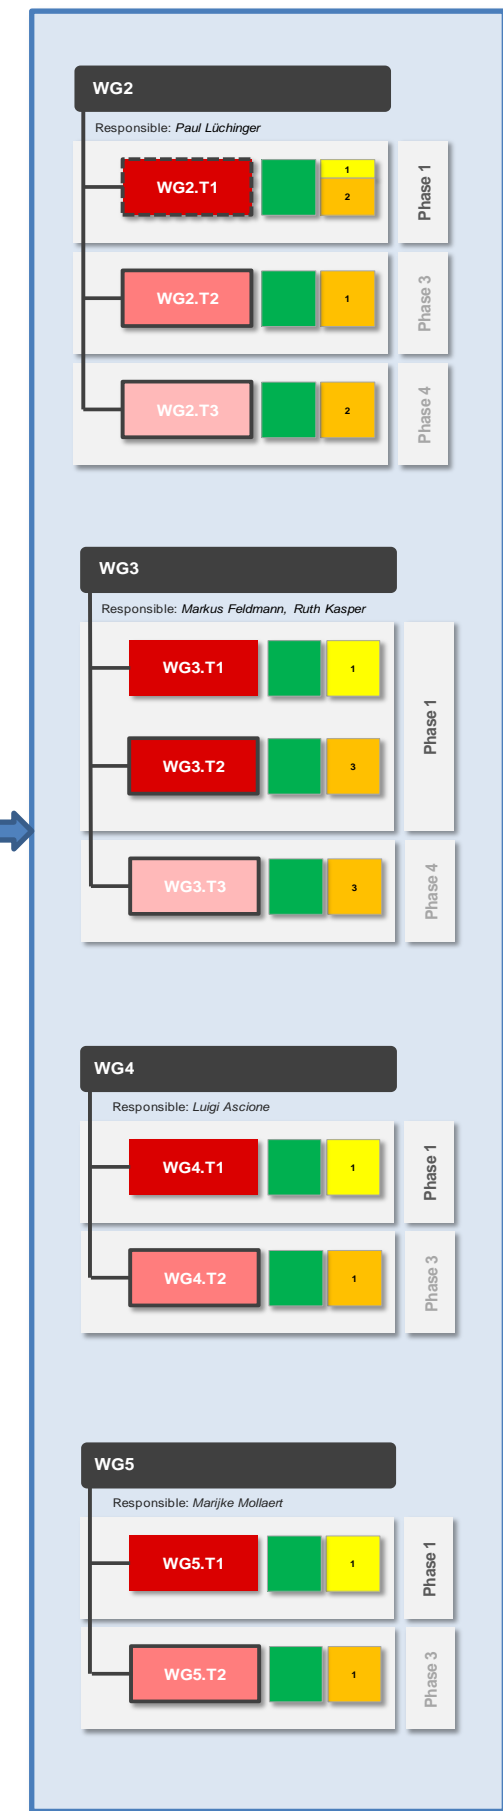 WG2
Responsible: Paul Lüchinger
WG2.T1
1
2
Phase 1
WG2.T2
1
Phase 3
WG2.T3
2
Phase 4
WG3
Responsible: Markus Feldmann, Ruth Kasper
WG3.T1
1
WG3.T2
3
Phase 1
WG3.T3
3
Phase 4
WG4
Responsible: Luigi Ascione
WG4.T1
1
Phase 1
WG4.T2
1
Phase 3
WG5
Responsible: Marijke Mollaert
WG5.T1
1
Phase 1
WG5.T2
1
Phase 3